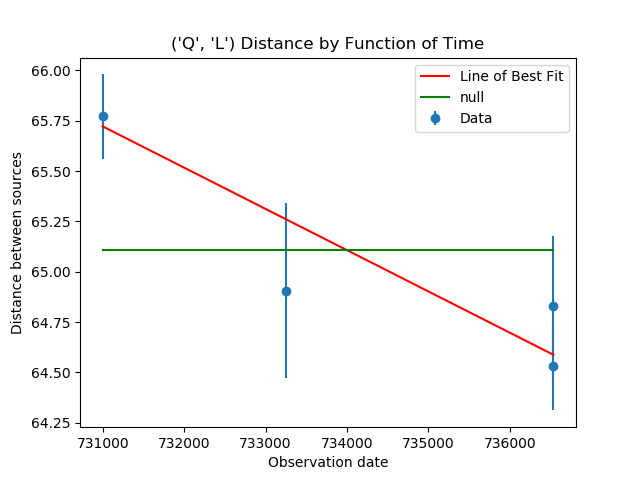 ('Q', 'L') Distance by Function of Time
Line of Best Fit
null
Data
Distance between sources
66.00
65.75
65.50
65.25
65.00
64.75
64.50
64.25
731000 732000 733000 734000 735000 736000
Observation date